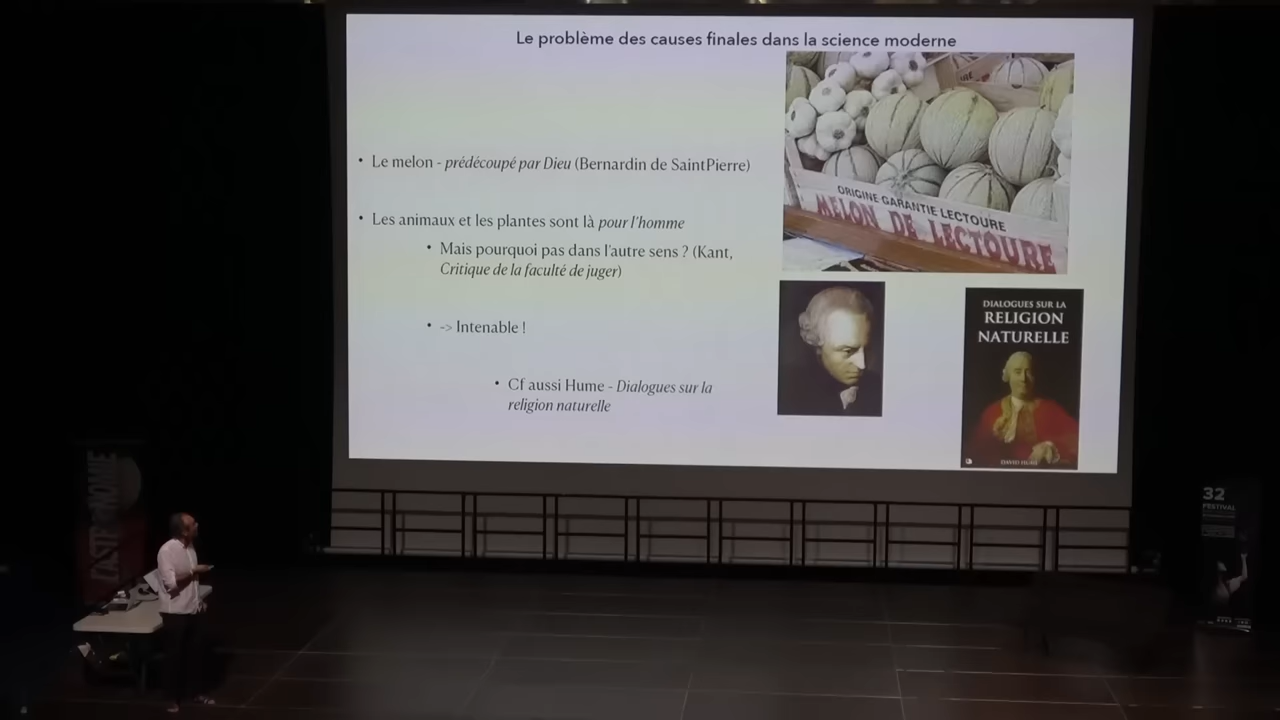 Le problème des causes finales dans la science moderne
• Le melon - prédécoupé par Dieu (Bernardin de SaintPierre)
• Les animaux et les plantes sont là pour l'homme
• Mais pourquoi pas dans l'autre sens ? (Kant,
Critique de la faculté de juger)
• -> Intenable !
• Cf aussi Hume - Dialogues sur la
religion naturelle
ORIGINE GARANTIE LECTOURE
MELON DE LECTOURE
DIALOGUES SUR LA
RELIGION
NATURELLE
DAVID HUME
L'ASTRONOMIE
32
FESTIVAL